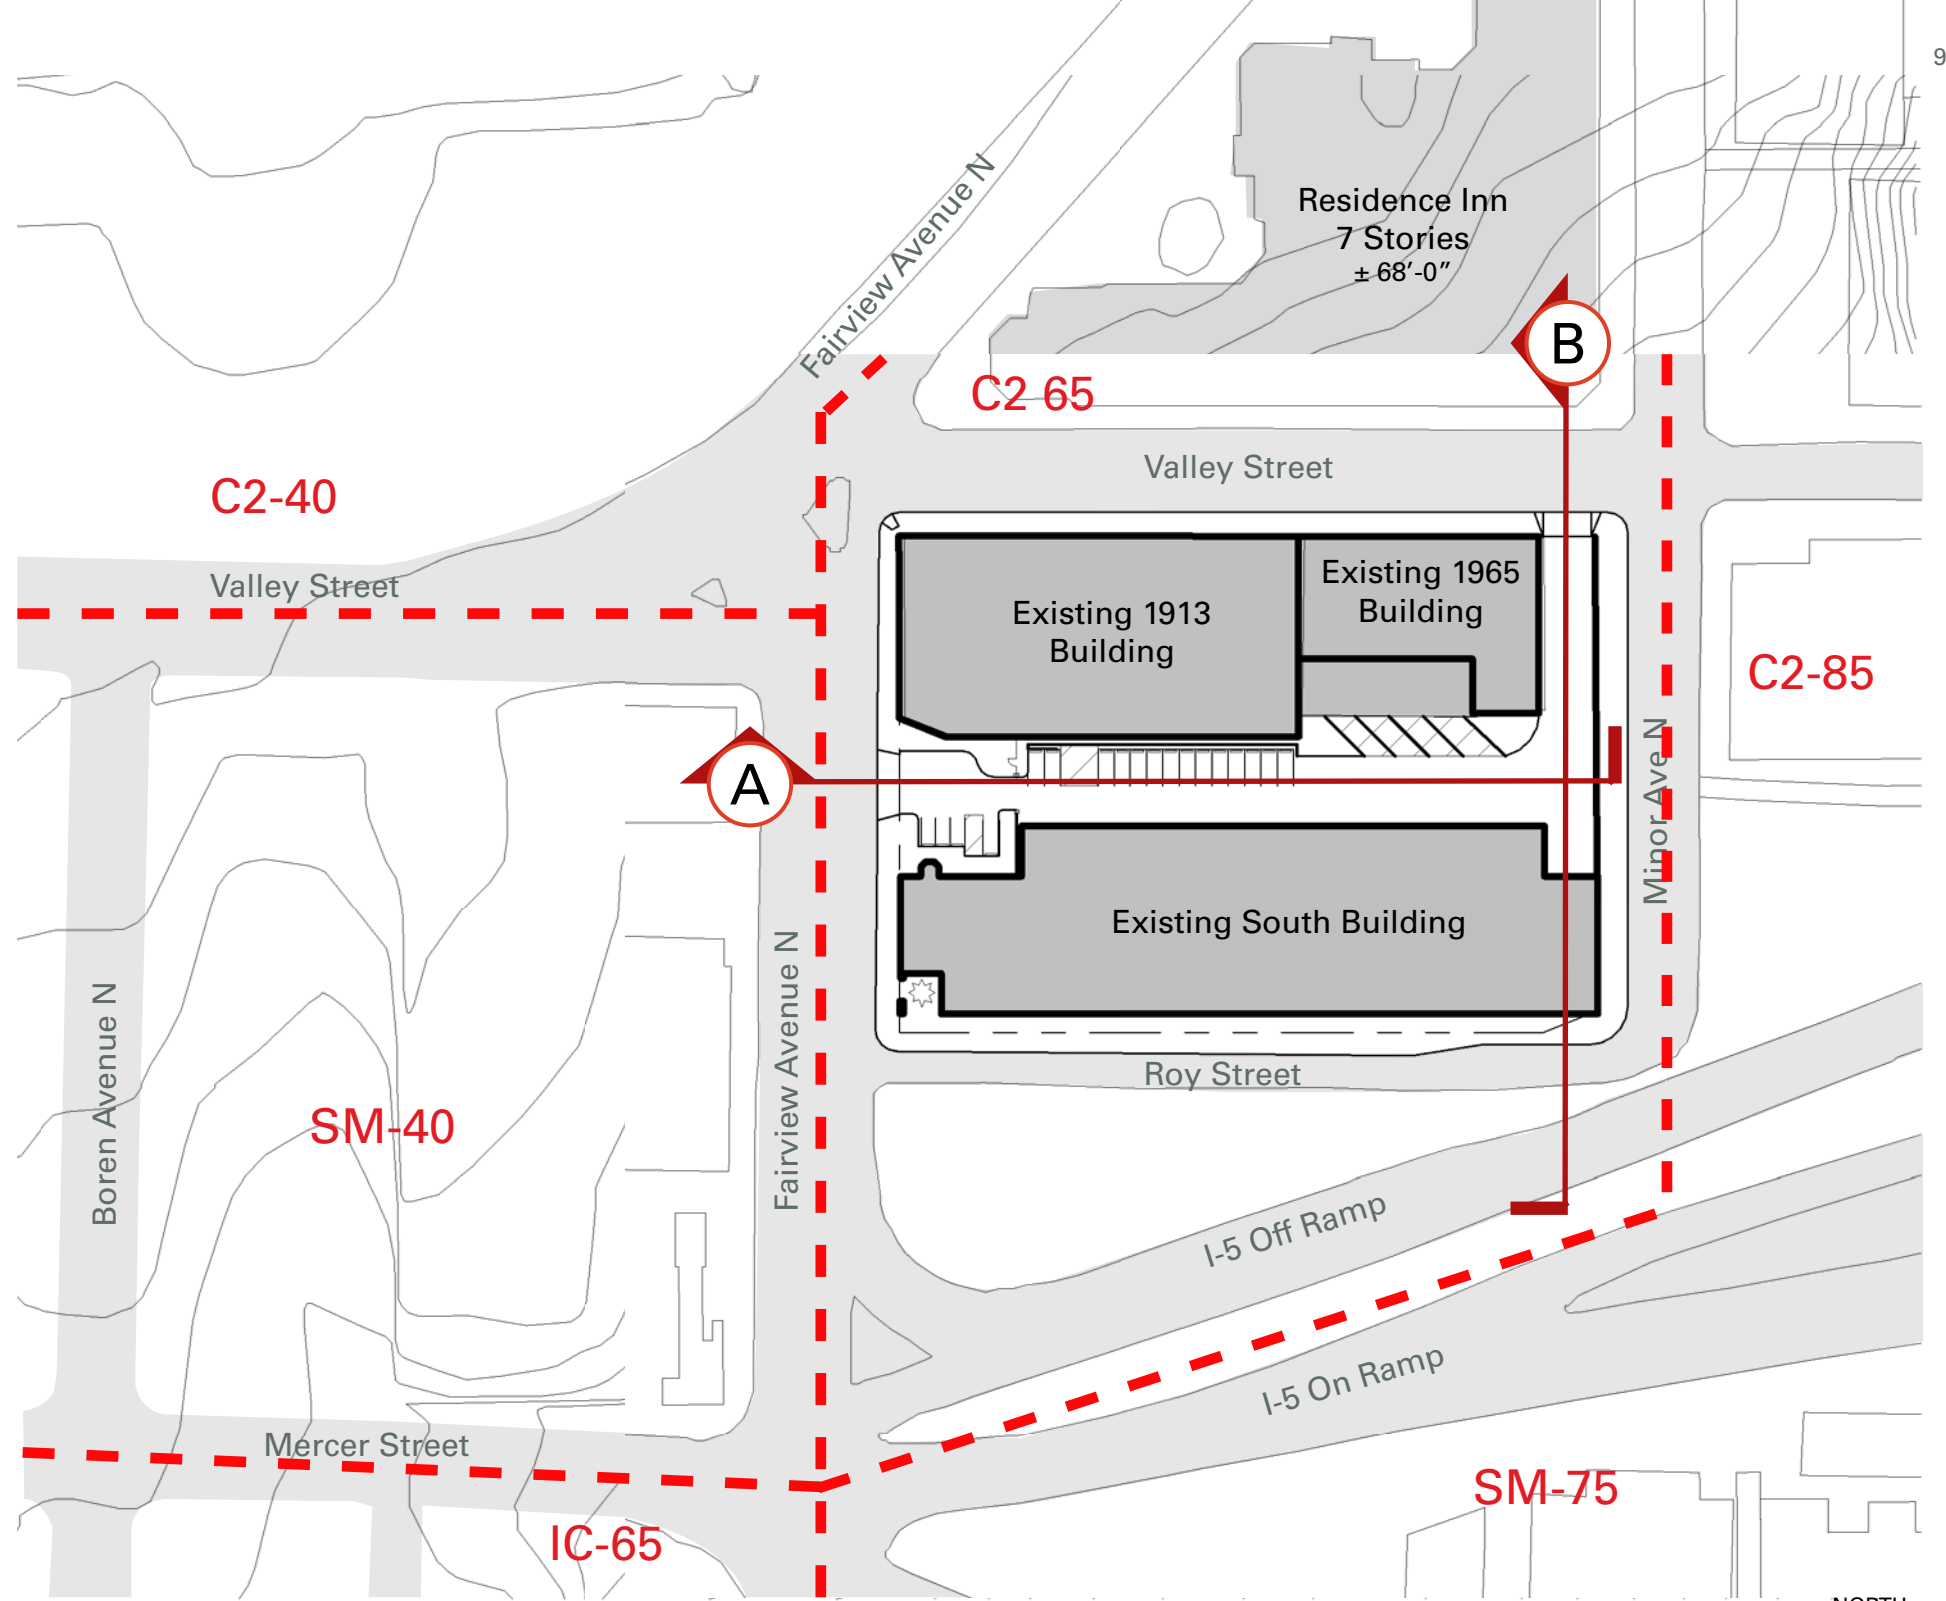 9
Fairview Avenue N
Residence Inn
7 Stories
± 68’-0”
B
C2 65
Valley Street
C2-40
Valley Street
Existing 1913
Building
Existing 1965
Building
C2-85
A
Minor Ave N
Existing South Building
Boren Avenue N
Fairview Avenue N
Roy Street
SM-40
I-5 Off Ramp
I-5 On Ramp
Mercer Street
SM-75
IC-65
NORTH